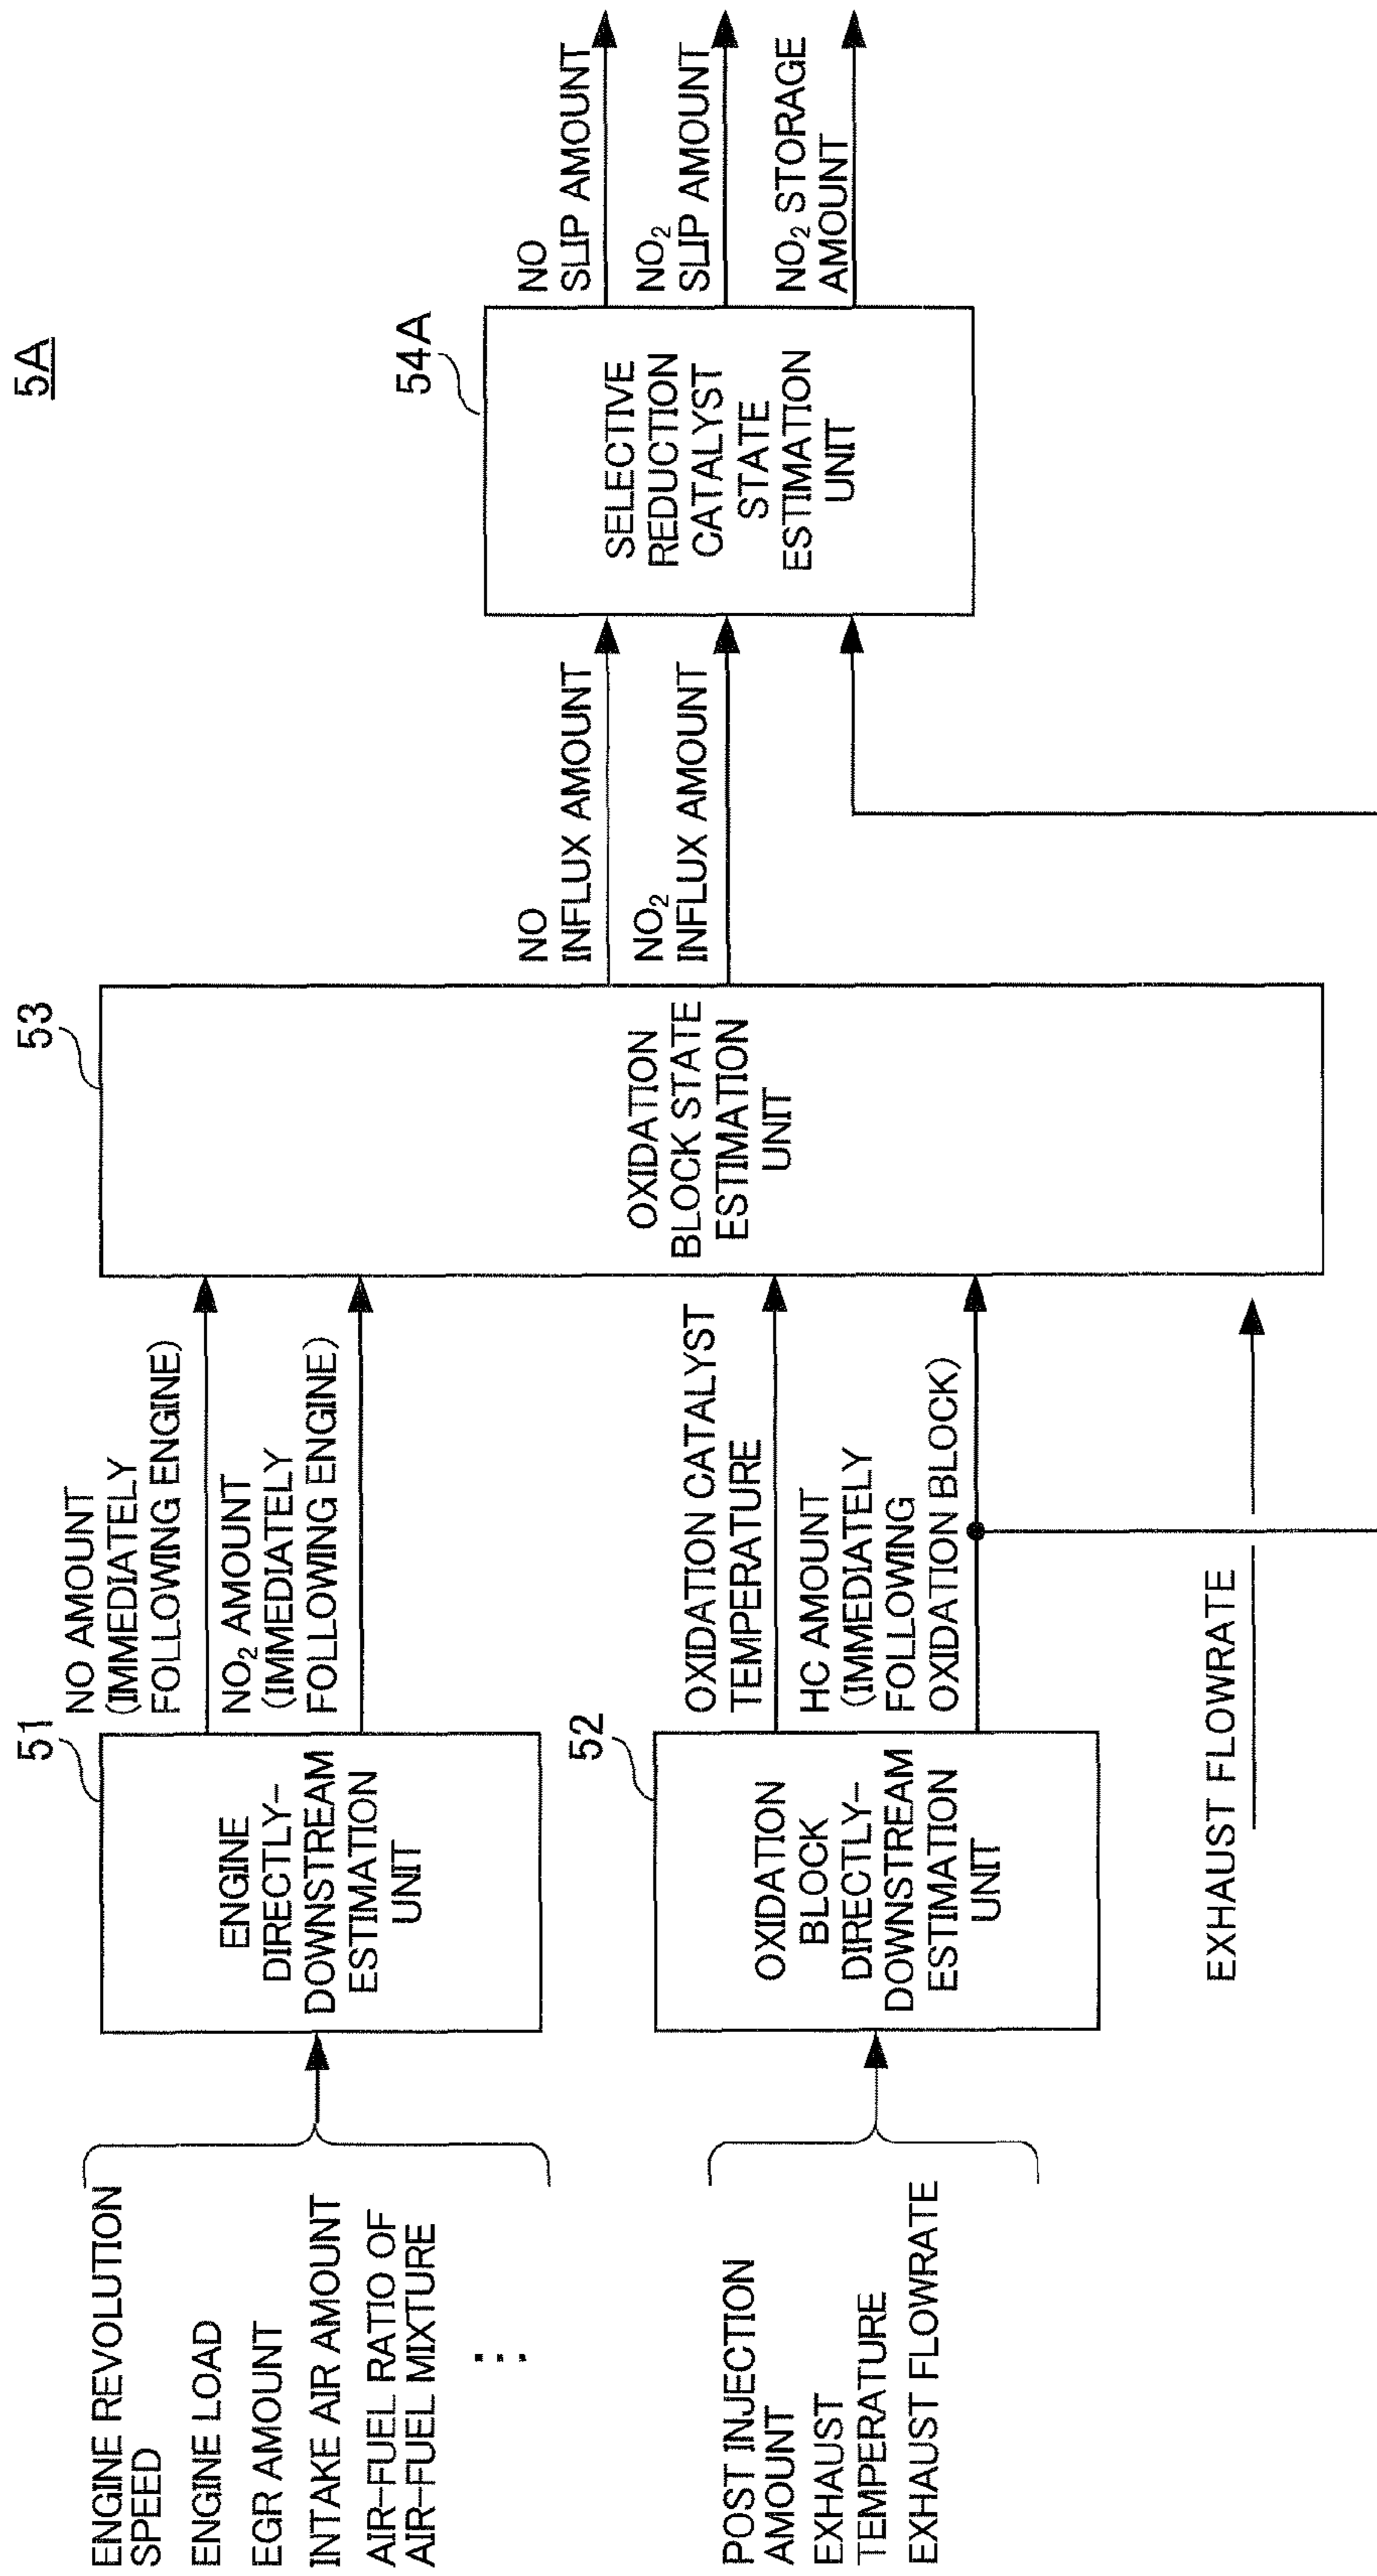 5A
ENGINE REVOLUTION
SPEED
ENGINE LOAD
EGR AMOUNT
INTAKE AIR AMOUNT
AIR-FUEL RATIO OF
AIR-FUEL MIXTURE
...
51
ENGINE
DIRECTLY-
DOWNSTREAM
ESTIMATION
UNIT
NO AMOUNT
(IMMEDIATELY
FOLLOWING ENGINE)
NO₂ AMOUNT
(IMMEDIATELY
FOLLOWING ENGINE)
POST INJECTION
AMOUNT
EXHAUST
TEMPERATURE
EXHAUST FLOWRATE
52
OXIDATION
BLOCK
DIRECTLY-
DOWNSTREAM
ESTIMATION
UNIT
OXIDATION CATALYST
TEMPERATURE
HC AMOUNT
(IMMEDIATELY
FOLLOWING
OXIDATION BLOCK)
EXHAUST FLOWRATE
53
OXIDATION
BLOCK STATE
ESTIMATION
UNIT
NO
INFLUX AMOUNT
NO₂
INFLUX AMOUNT
54A
SELECTIVE
REDUCTION
CATALYST
STATE
ESTIMATION
UNIT
NO
SLIP AMOUNT
NO₂
SLIP AMOUNT
NO₂ STORAGE
AMOUNT